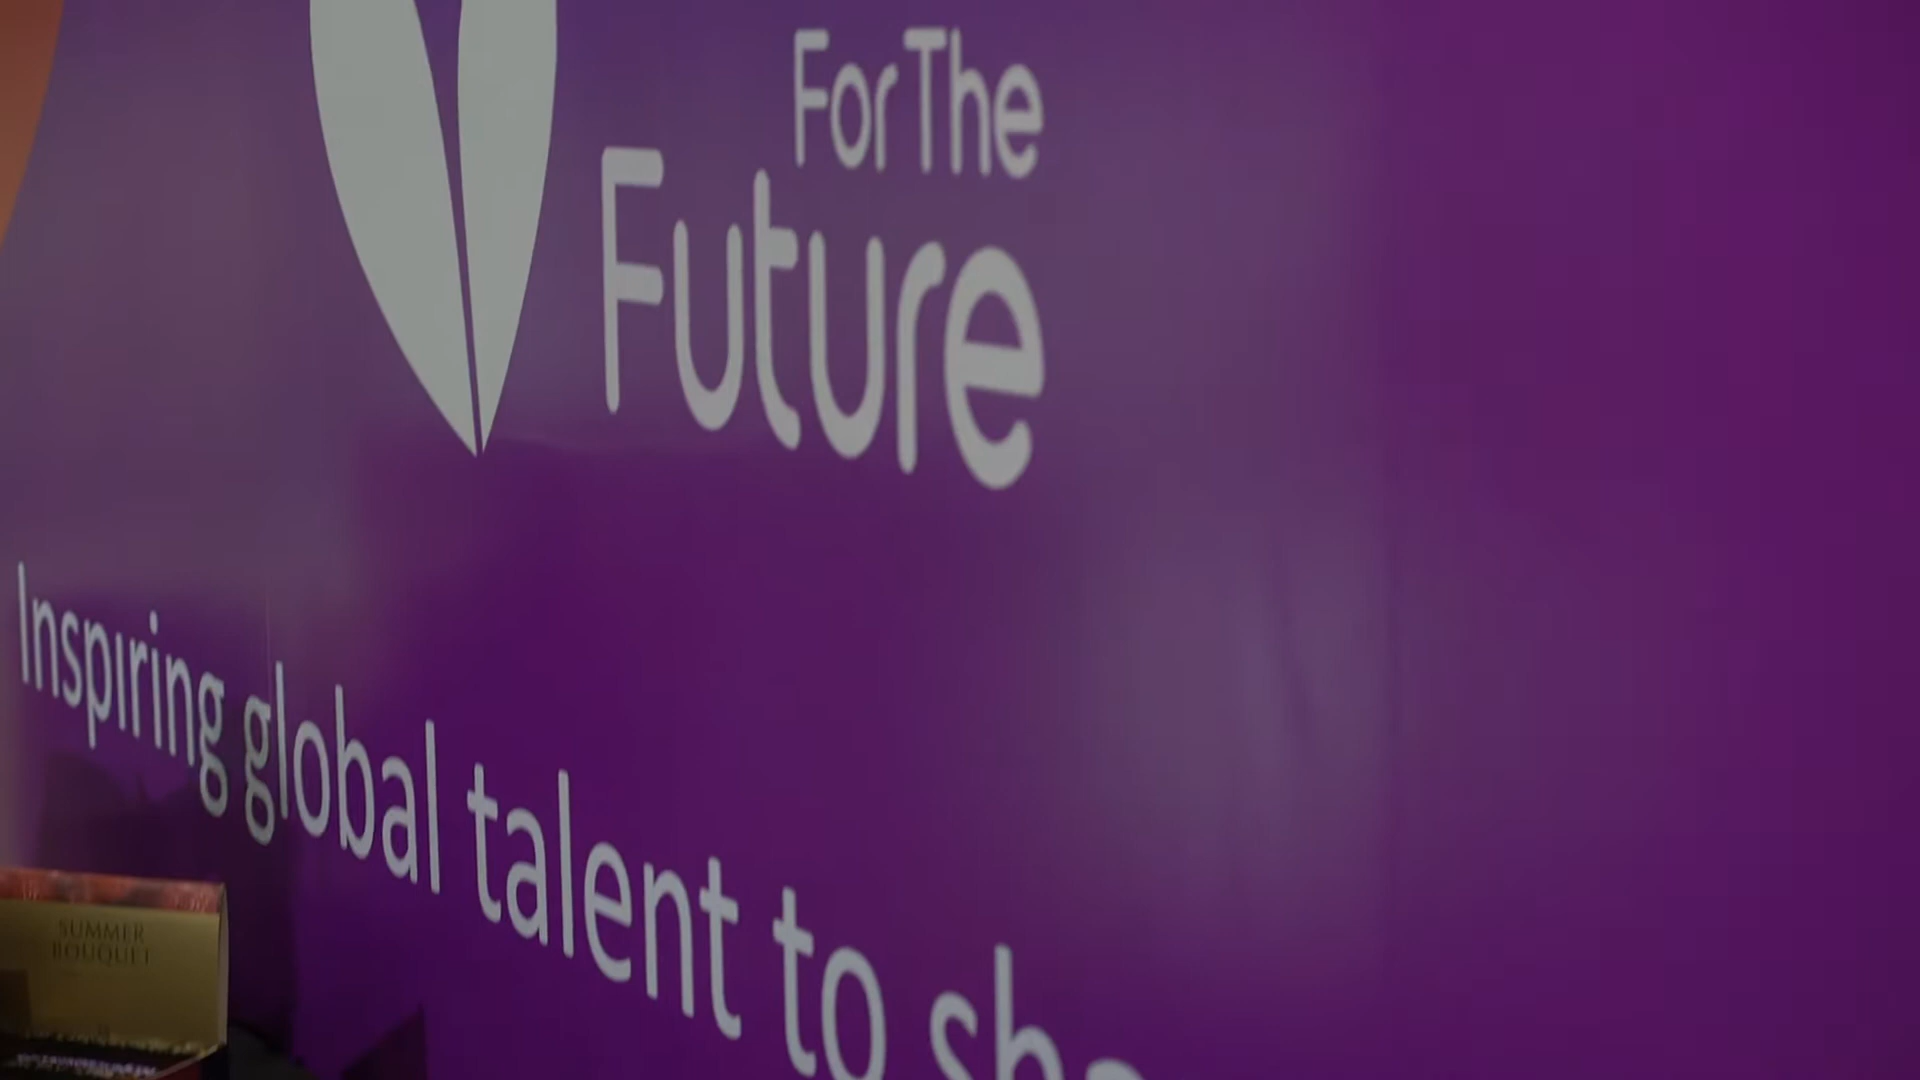 For The
Future
Inspiring global talent to
SUMMER
BOUQUET